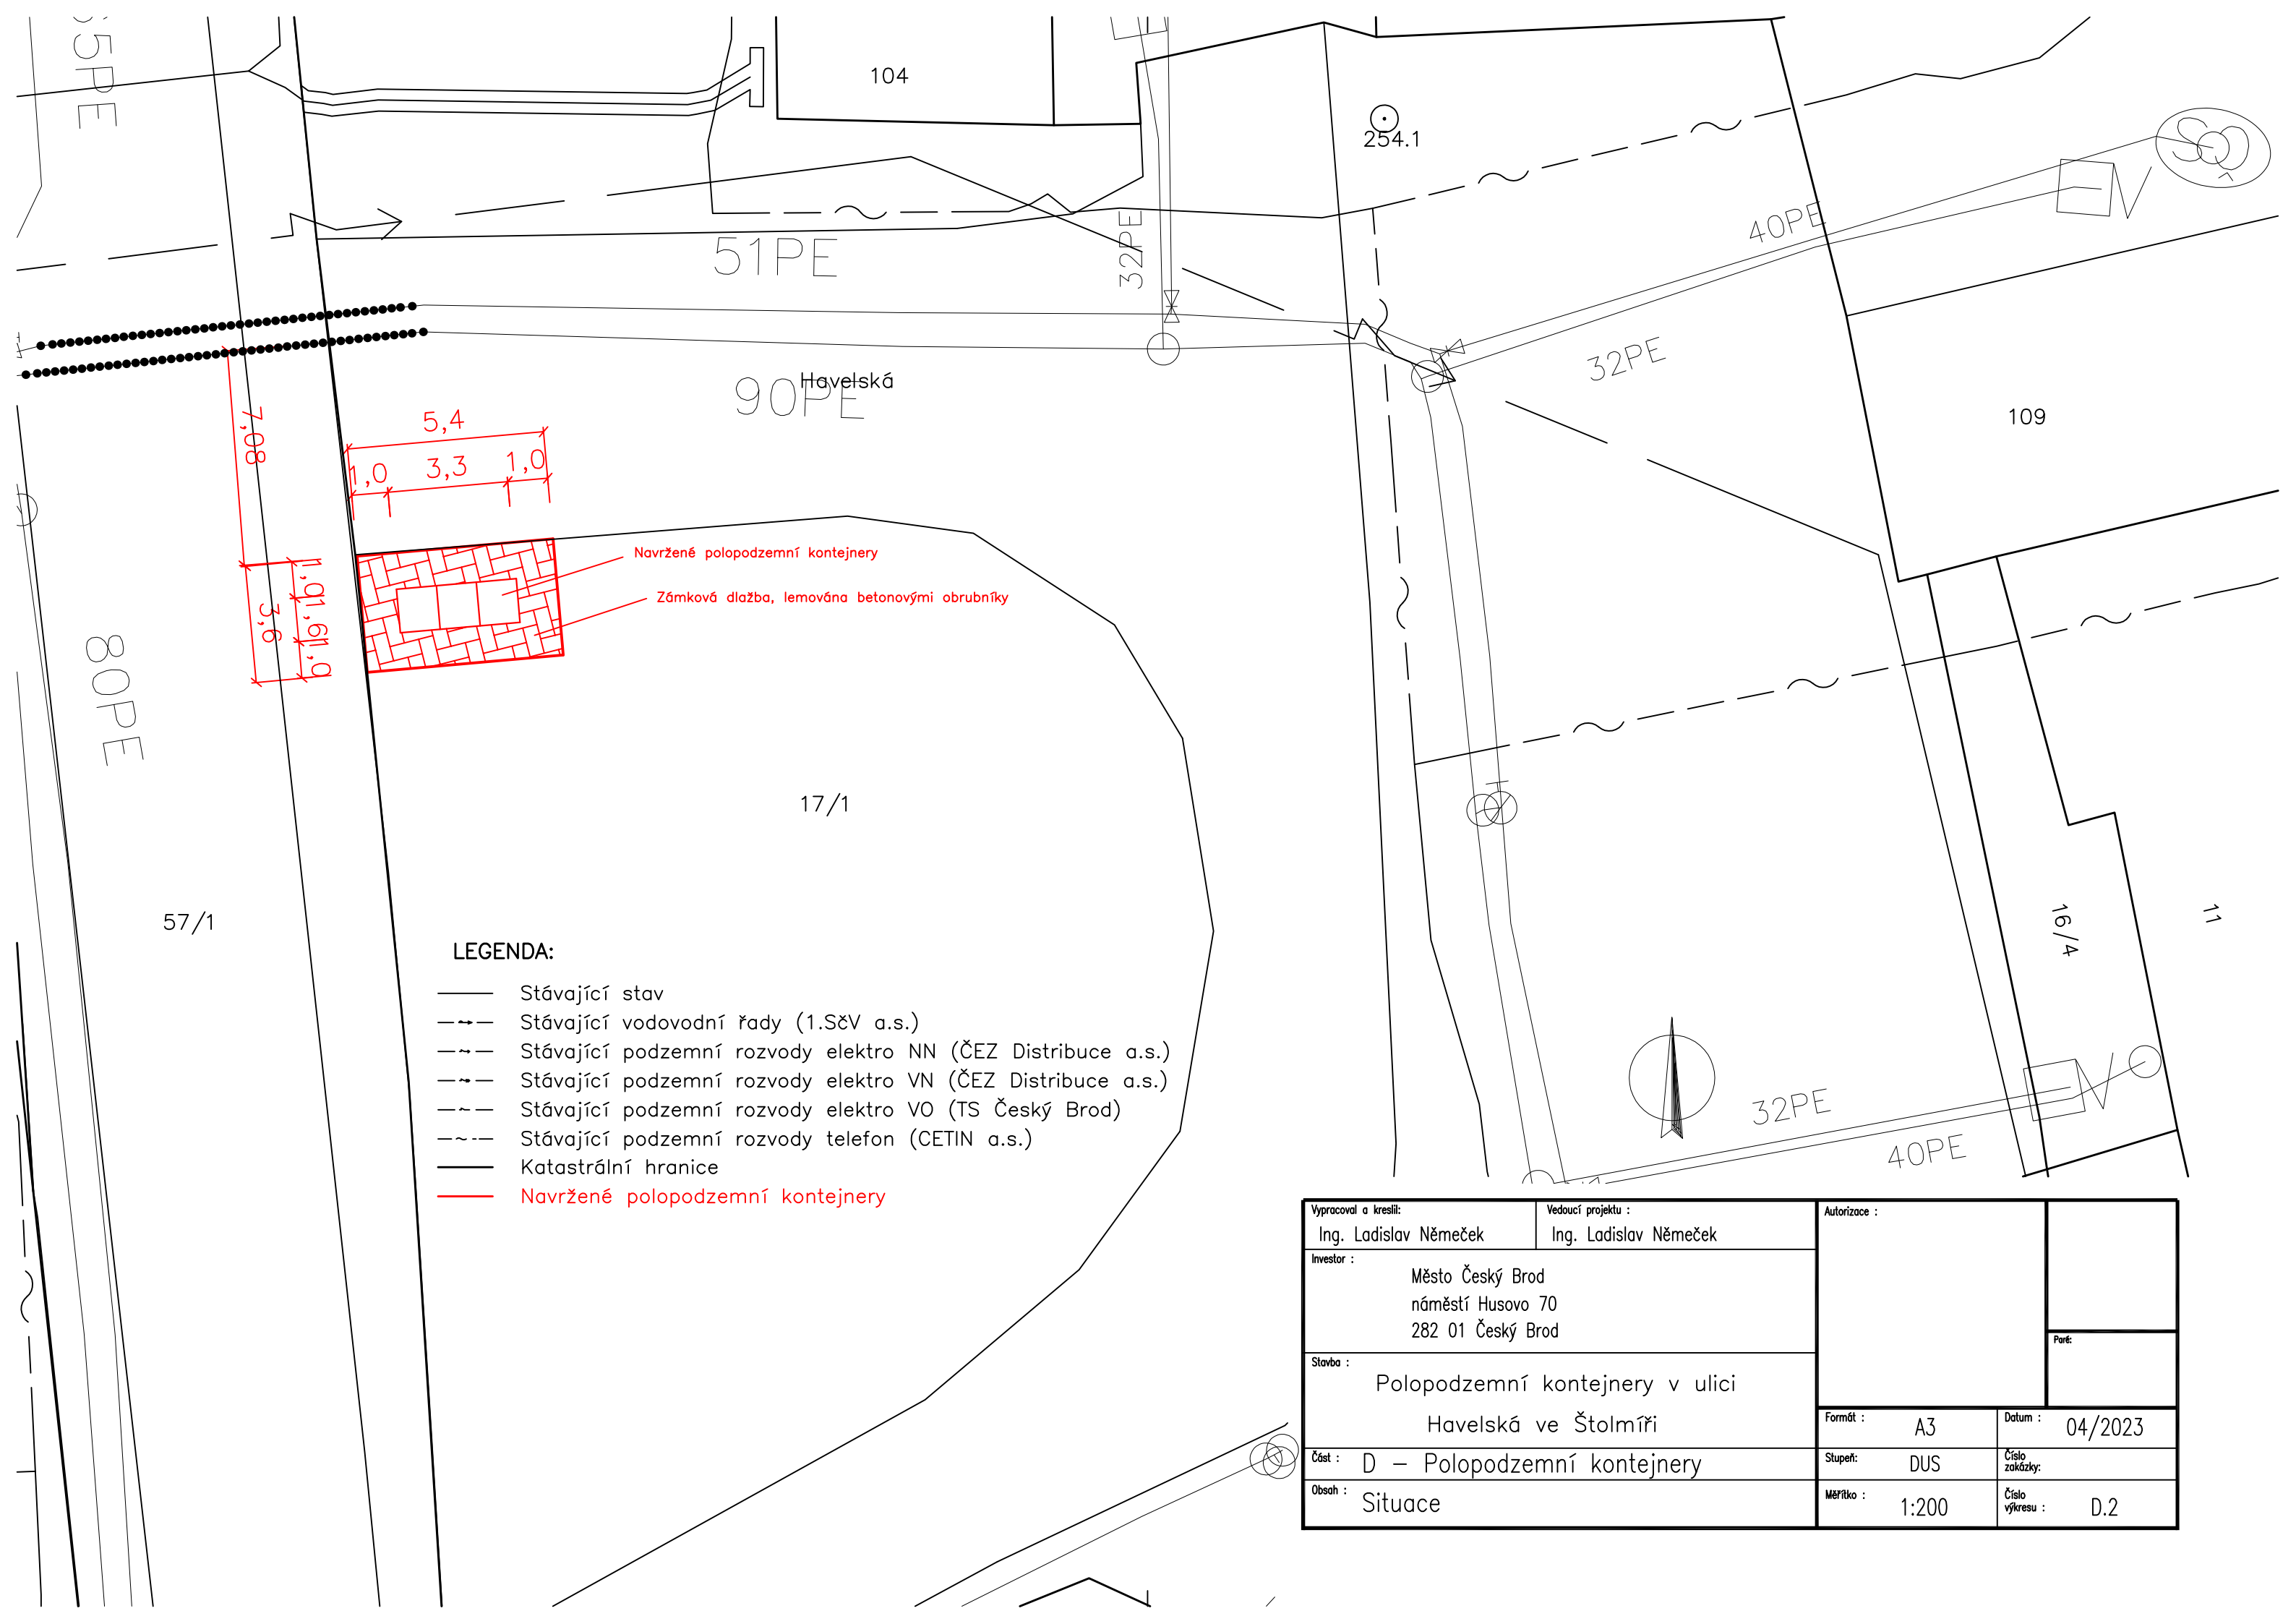 5PE
104
254.1
51PE
32PE
40PE
32PE
Havelská
90PE
109
7,08
5,4
1,0 3,3 1,0
Navržené polopodzemní kontejnery
Zámková dlažba, lemována betonovými obrubníky
1,0
1,6
1,0
3,6
80PE
17/1
57/1
16/4
11
LEGENDA:
Stávající stav
Stávající vodovodní řady (1.SčV a.s.)
Stávající podzemní rozvody elektro NN (ČEZ Distribuce a.s.)
Stávající podzemní rozvody elektro VN (ČEZ Distribuce a.s.)
Stávající podzemní rozvody elektro VO (TS Český Brod)
Stávající podzemní rozvody telefon (CETIN a.s.)
Katastrální hranice
Navržené polopodzemní kontejnery
32PE
40PE
Vypracoval a kreslil:
Ing. Ladislav Němeček
Vedoucí projektu :
Ing. Ladislav Němeček
Autorizace :
Investor :
Město Český Brod
náměstí Husovo 70
282 01 Český Brod
Paré:
Stavba :
Polopodzemní kontejnery v ulici
Havelská ve Štolmíři
Formát : A3
Datum : 04/2023
Část : D – Polopodzemní kontejnery
Stupeň: DUS
Číslo
zakázky:
Obsah : Situace
Měřítko : 1:200
Číslo
výkresu : D.2